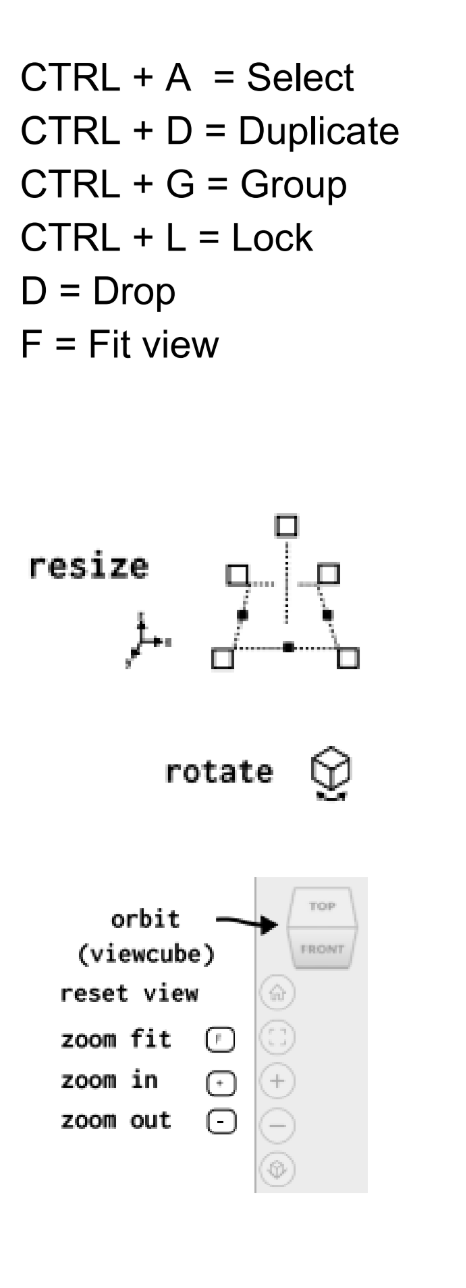 CTRL + A  = Select
CTRL + D = Duplicate
CTRL + G = Group
CTRL + L = Lock
D = Drop
F = Fit view
resize
rotate
orbit
(viewcube)
TOP
FRONT
reset view
zoom fit F
zoom in +
zoom out -